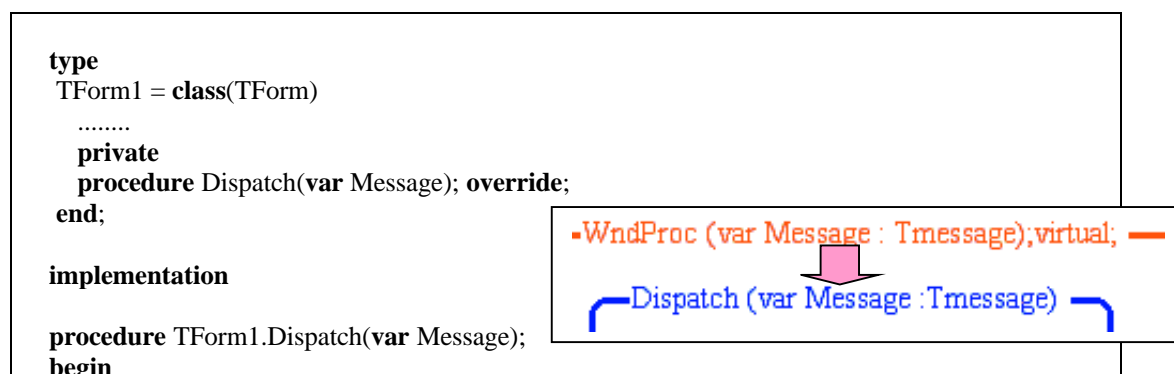 type
TForm1 = class(TForm)
........
private
procedure Dispatch(var Message); override;
end;
implementation
procedure TForm1.Dispatch(var Message);
begin
WndProc (var Message : Tmessage);virtual;
Dispatch (var Message :Tmessage)